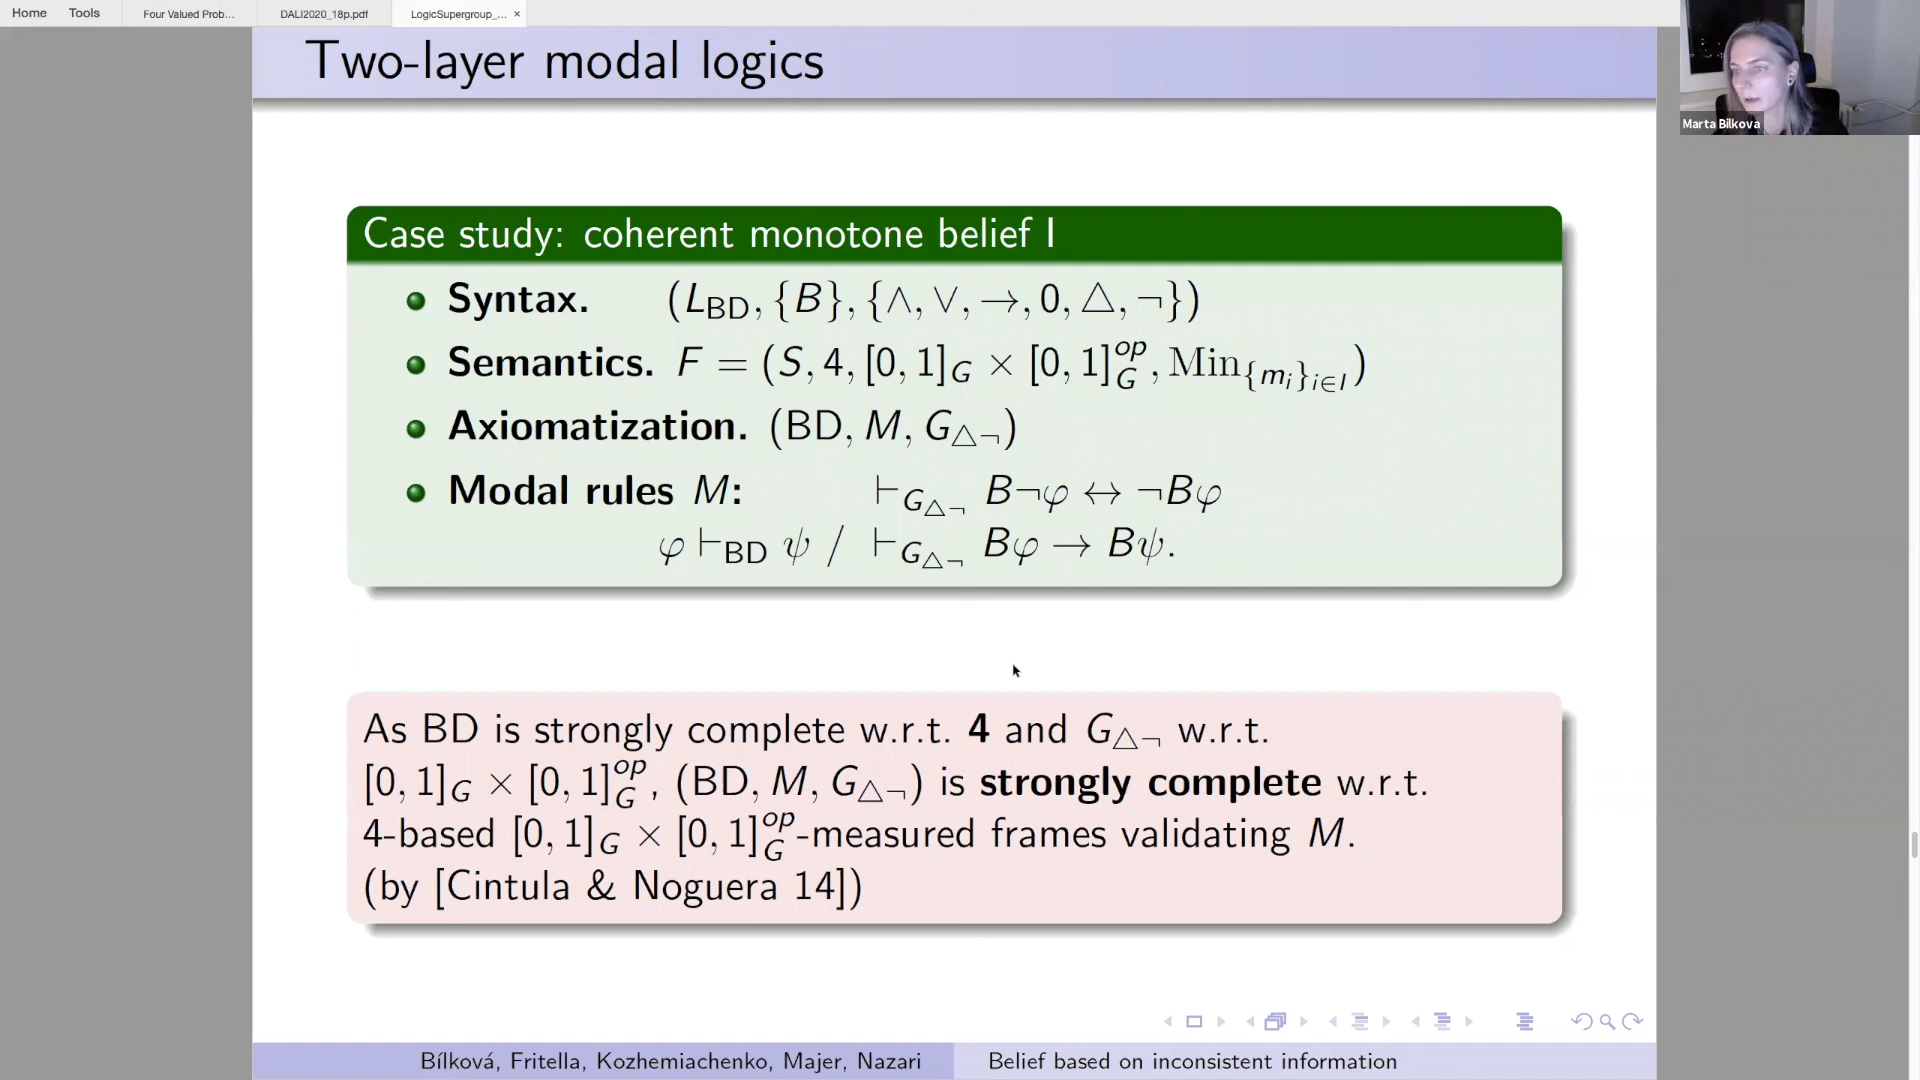 Home Tools Four Valued Prob... DALI2020_18p.pdf LogicSupergroup_... ×
Two-layer modal logics
Marta Bilkova
Case study: coherent monotone belief I
Syntax. (L_BD, {B}, {∧, ∨, →, 0, △, ¬})
Semantics. F = (S, 4, [0, 1]_G × [0, 1]_G^op, Min_{m_i}_{i∈I})
Axiomatization. (BD, M, G_△¬)
Modal rules M: ⊢_G△¬ B¬φ ↔ ¬Bφ
φ ⊢_BD ψ / ⊢_G△¬ Bφ → Bψ.
As BD is strongly complete w.r.t. 4 and G_△¬ w.r.t.
[0, 1]_G × [0, 1]_G^op, (BD, M, G_△¬) is strongly complete w.r.t.
4-based [0, 1]_G × [0, 1]_G^op-measured frames validating M.
(by [Cintula & Noguera 14])
Bílková, Fritella, Kozhemiachenko, Majer, Nazari Belief based on inconsistent information